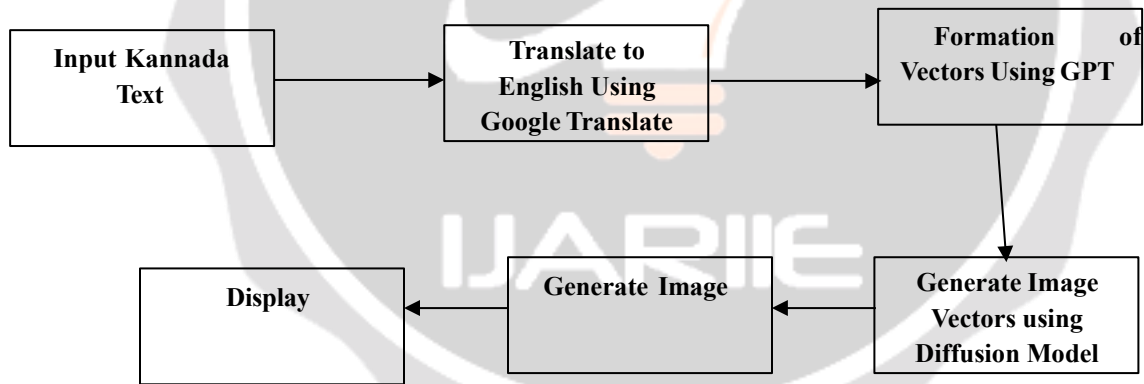 Input Kannada
Text
Translate to
English Using
Google Translate
Formation of
Vectors Using GPT
Generate Image
Vectors using
Diffusion Model
Generate Image
Display
IJARIIE